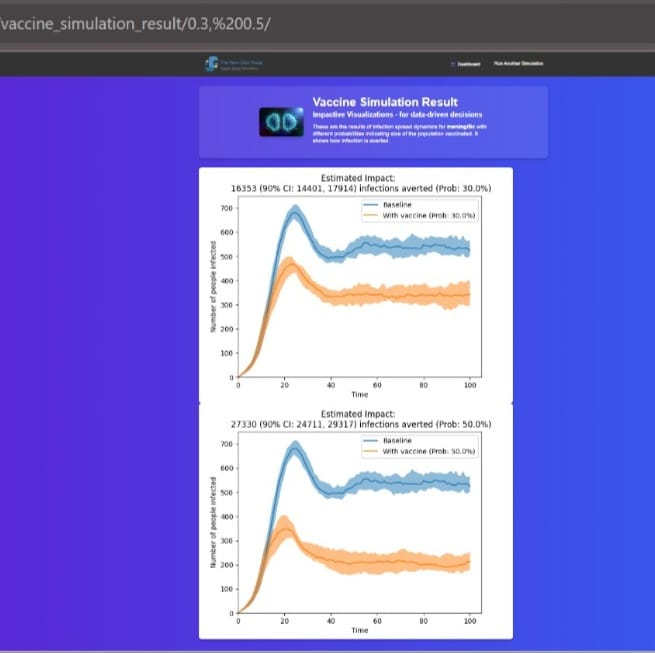 /vaccine_simulation_result/0.3,%200.5/
Dashboard
Run Another Simulation
Vaccine Simulation Result
Impactive Visualizations - for data-driven decisions
These are the results of infection spread dynamics for meningitis with
different probabilities indicating size of the population vaccinated. It
shows how infection is averted.
Estimated Impact:
16353 (90% CI: 14401, 17914) infections averted (Prob: 30.0%)
Baseline
With vaccine (Prob: 30.0%)
Number of people infected
700
600
500
400
300
200
100
0
0 20 40 60 80 100
Time
Estimated Impact:
27330 (90% CI: 24711, 29317) infections averted (Prob: 50.0%)
Baseline
With vaccine (Prob: 50.0%)
Number of people infected
700
600
500
400
300
200
100
0
0 20 40 60 80 100
Time